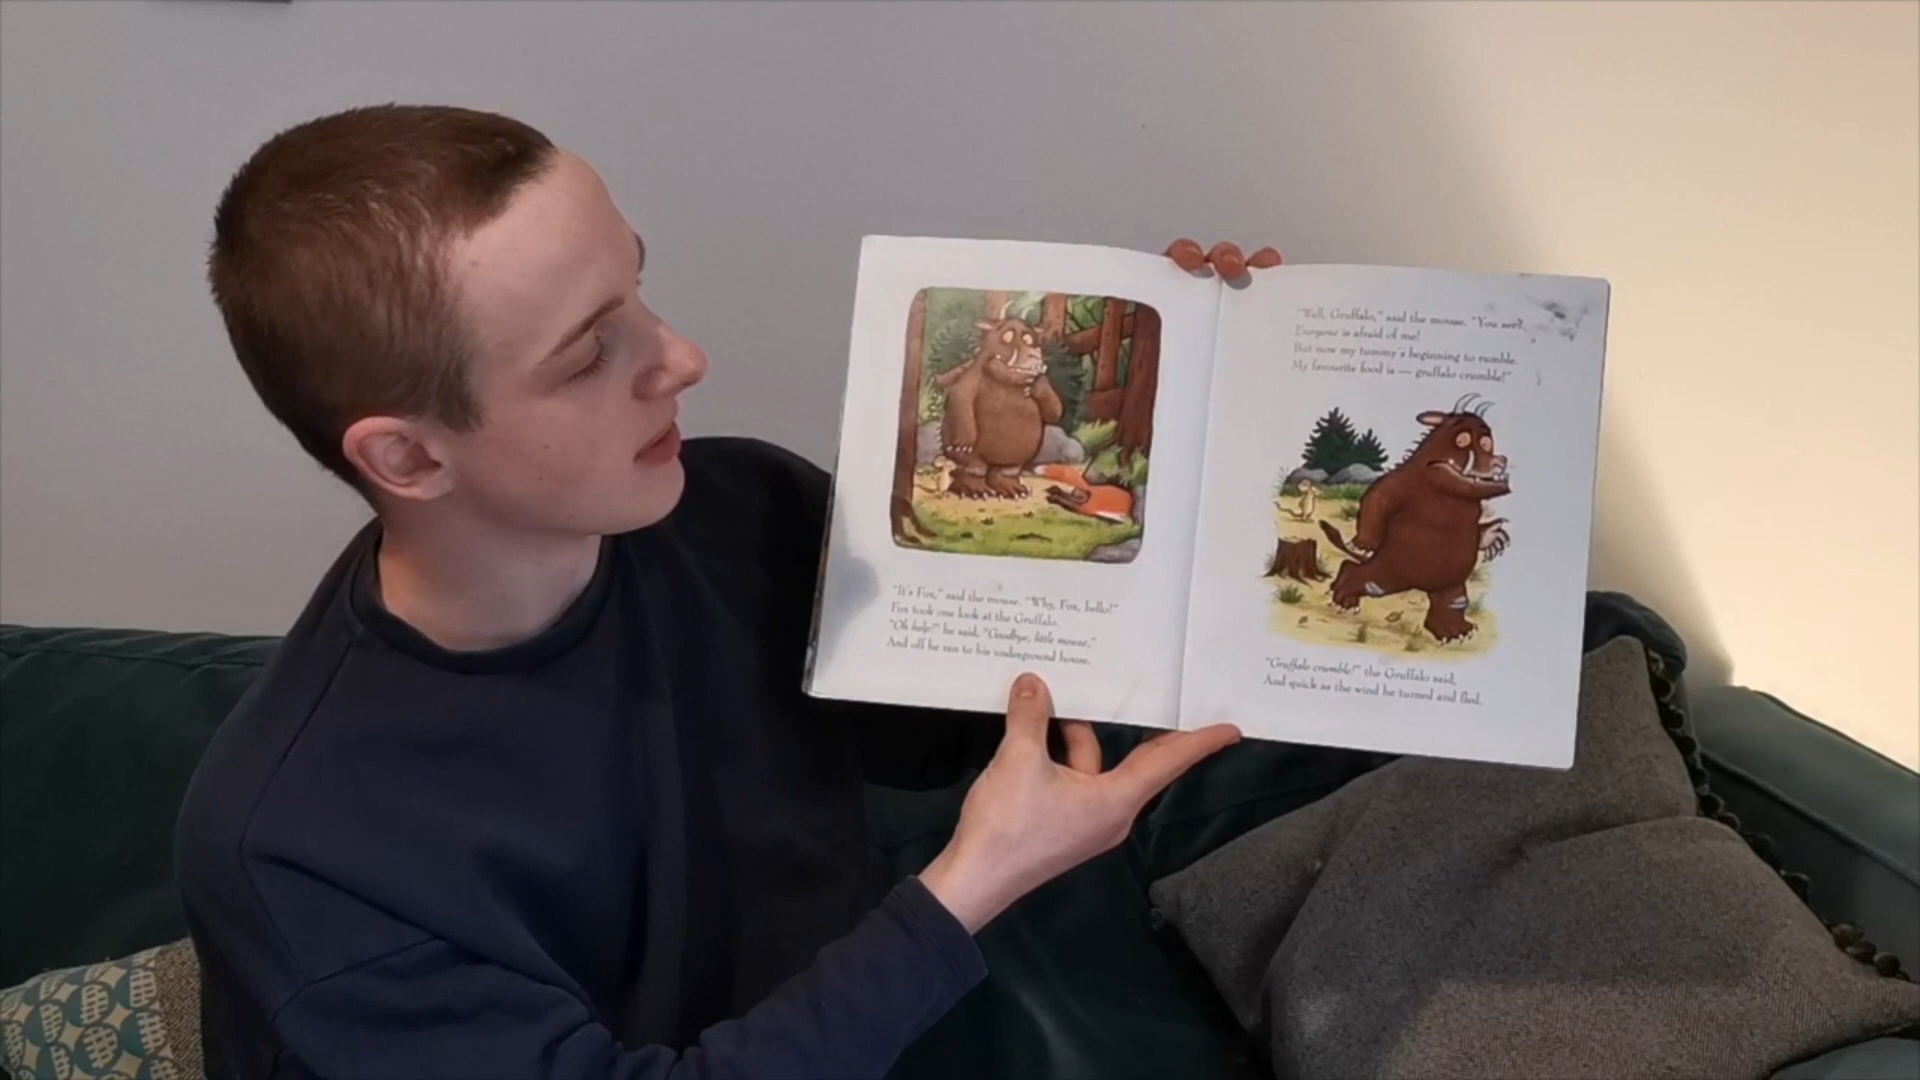 "It's Fox," said the mouse. "Why, Fox, hello!"
Fox took one look at the Gruffalo.
"Oh help!" he said, "Goodbye, little mouse,"
And off he ran to his underground house.
"Well, Gruffalo," said the mouse. "You see?
Everyone is afraid of me!
But now my tummy's beginning to rumble.
My favourite food is — gruffalo crumble!"
"Gruffalo crumble!" the Gruffalo said,
And quick as the wind he turned and fled.